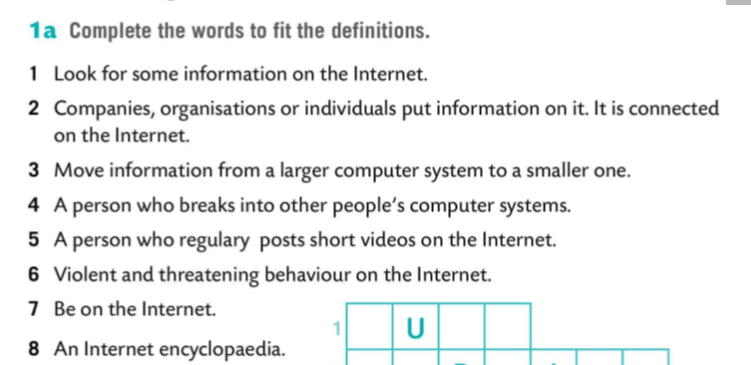 1a Complete the words to fit the definitions.
1 Look for some information on the Internet.
2 Companies, organisations or individuals put information on it. It is connected
on the Internet.
3 Move information from a larger computer system to a smaller one.
4 A person who breaks into other people's computer systems.
5 A person who regulary posts short videos on the Internet.
6 Violent and threatening behaviour on the Internet.
7 Be on the Internet.
1 U
8 An Internet encyclopaedia.